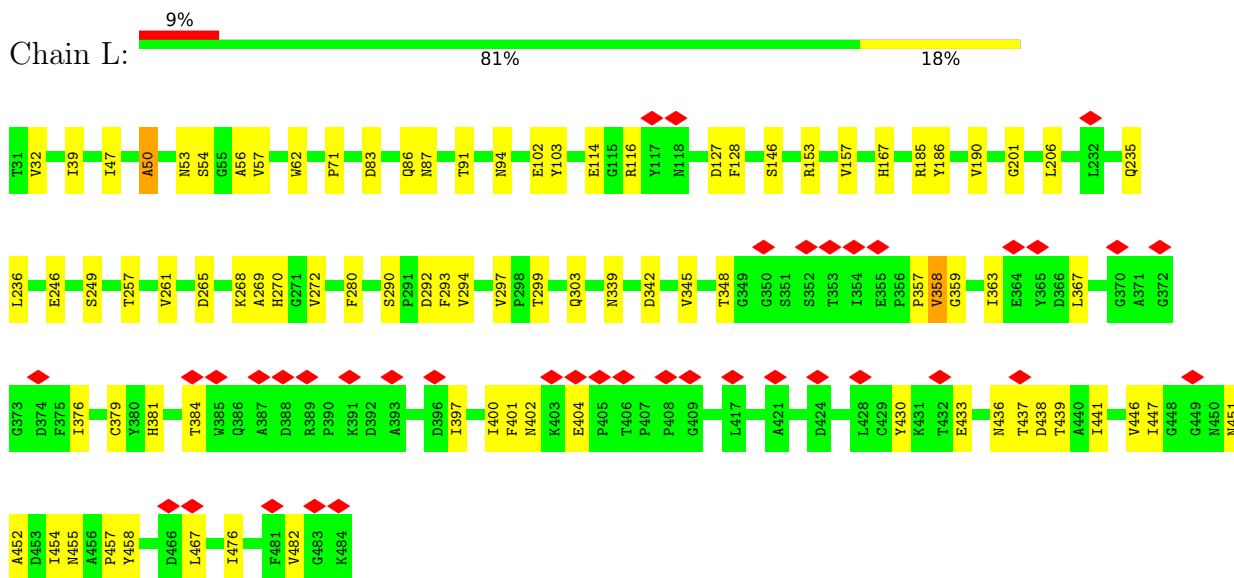 9%
Chain L:
81% 18%
T31 V32 I39 I47 A50 N53 S54 G55 A56 V57 W62 P71 D83 Q86 N87 T91 N94 E102 Y103 E114 G115 R116 Y117 N118 D127 F128 S146 R153 V157 H167 R185 Y186 V190 G201 L206 L232 Q235
L236 E246 S249 T257 V261 D265 K268 A269 H270 G271 V272 F280 S290 P291 D292 F293 V294 V297 P298 T299 Q303 N339 D342 V345 T348 G349 G350 S351 S352 T353 I354 E355 P356 P357 V358 G359 I363 E364 Y365 D366 L367 G370 A371 G372
G373 D374 F375 I376 C379 Y380 H381 T384 W385 Q386 A387 D388 R389 P390 K391 D392 A393 D396 I397 I400 F401 N402 K403 E404 P405 T406 P407 P408 G409 L417 A421 D424 L428 C429 Y430 K431 T432 E433 N436 T437 D438 T439 A440 I441 V446 I447 G448 G449 N450 N451
A452 D453 I454 N455 A456 P457 Y458 D466 L467 I476 F481 V482 G483 K484